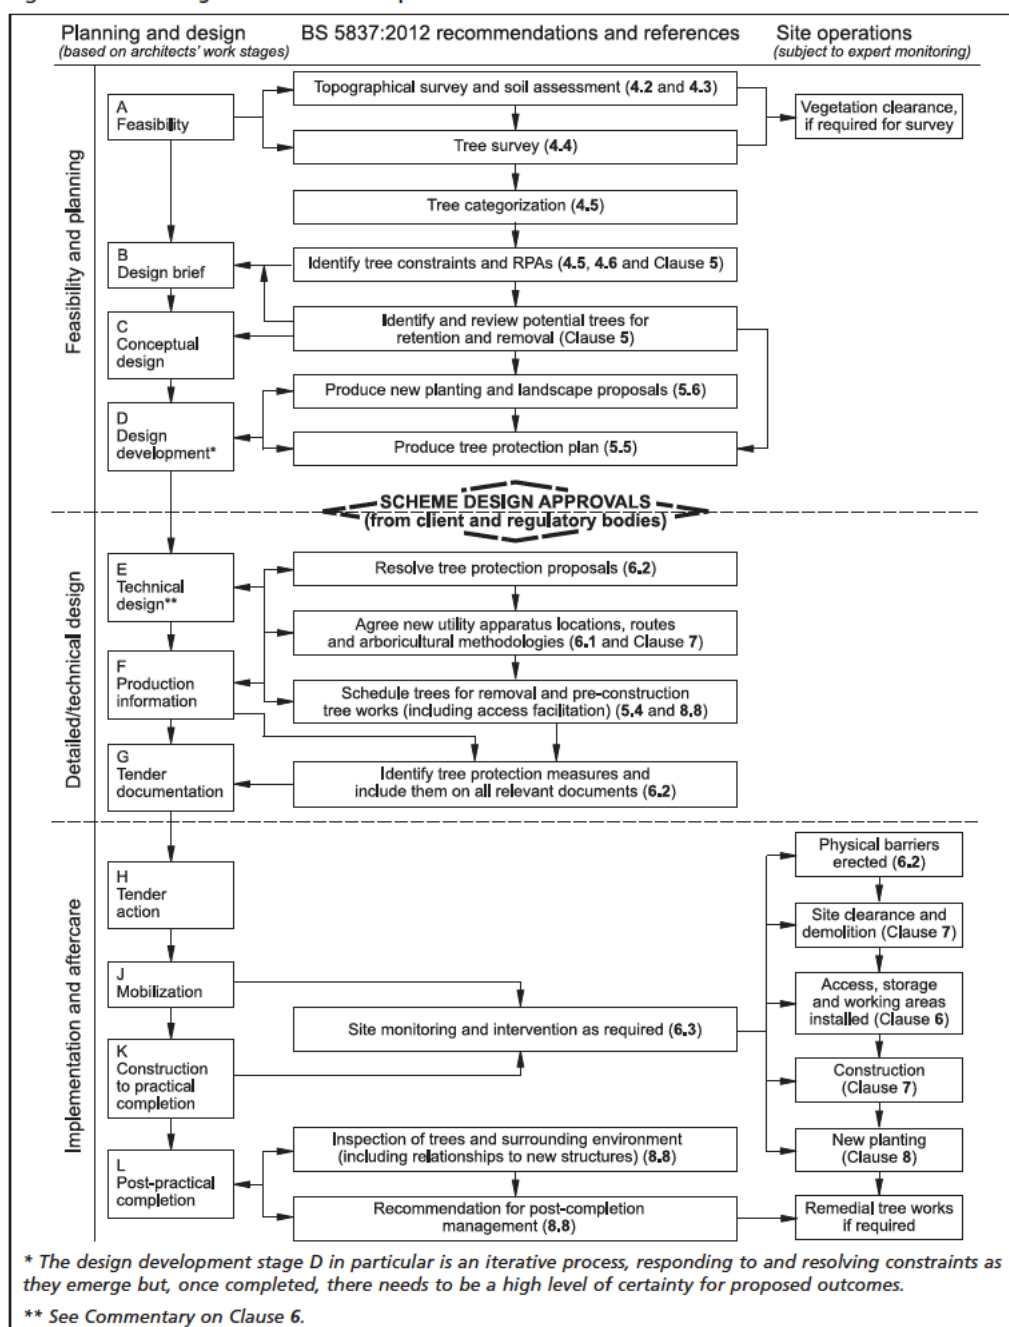 Planning and design
(based on architects' work stages)
BS 5837:2012 recommendations and references
Site operations
(subject to expert monitoring)
Feasibility and planning
A
Feasibility
Topographical survey and soil assessment (4.2 and 4.3)
Vegetation clearance,
if required for survey
Tree survey (4.4)
Tree categorization (4.5)
B
Design brief
Identify tree constraints and RPAs (4.5, 4.6 and Clause 5)
C
Conceptual
design
Identify and review potential trees for
retention and removal (Clause 5)
Produce new planting and landscape proposals (5.6)
D
Design
development*
Produce tree protection plan (5.5)
SCHEME DESIGN APPROVALS
(from client and regulatory bodies)
Detailed/technical design
E
Technical
design**
Resolve tree protection proposals (6.2)
Agree new utility apparatus locations, routes
and arboricultural methodologies (6.1 and Clause 7)
F
Production
information
Schedule trees for removal and pre-construction
tree works (including access facilitation) (5.4 and 8.8)
G
Tender
documentation
Identify tree protection measures and
include them on all relevant documents (6.2)
Implementation and aftercare
H
Tender
action
Physical barriers
erected (6.2)
Site clearance and
demolition (Clause 7)
J
Mobilization
Access, storage
and working areas
installed (Clause 6)
Site monitoring and intervention as required (6.3)
K
Construction
to practical
completion
Construction
(Clause 7)
New planting
(Clause 8)
L
Post-practical
completion
Inspection of trees and surrounding environment
(including relationships to new structures) (8.8)
Recommendation for post-completion
management (8.8)
Remedial tree works
if required
* The design development stage D in particular is an iterative process, responding to and resolving constraints as
they emerge but, once completed, there needs to be a high level of certainty for proposed outcomes.
** See Commentary on Clause 6.